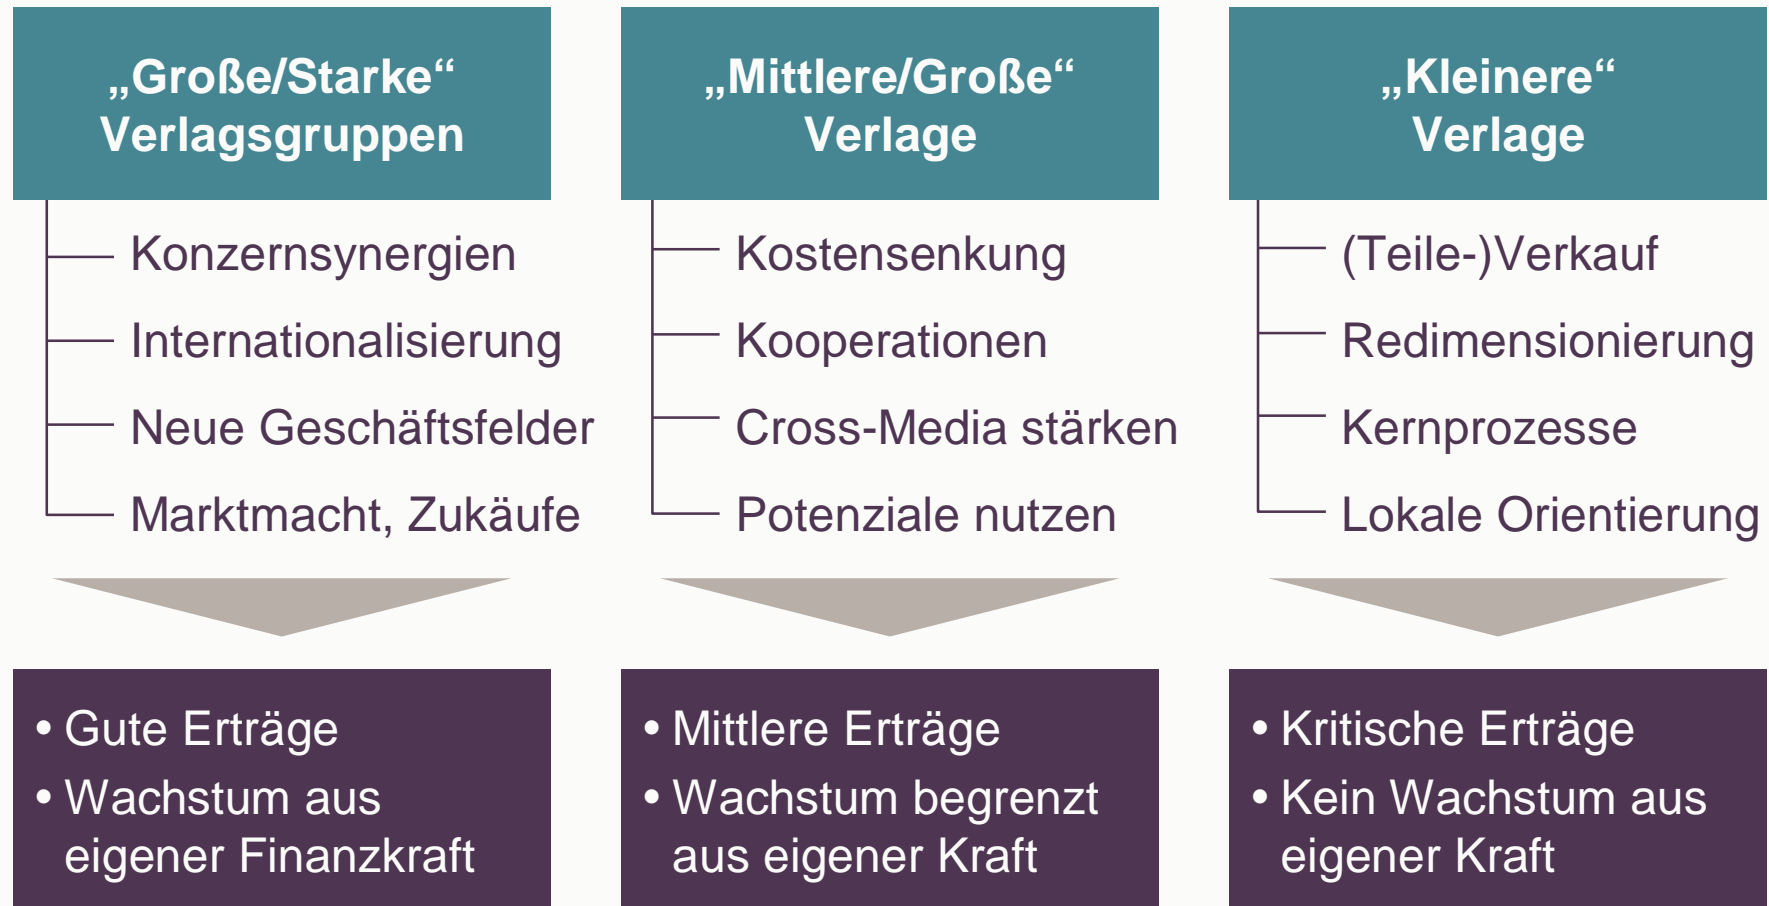 „Große/Starke“
Verlagsgruppen
Konzernsynergien
Internationalisierung
Neue Geschäftsfelder
Marktmacht, Zukäufe
• Gute Erträge
• Wachstum aus
eigener Finanzkraft
„Mittlere/Große“
Verlage
Kostensenkung
Kooperationen
Cross-Media stärken
Potenziale nutzen
• Mittlere Erträge
• Wachstum begrenzt
aus eigener Kraft
„Kleinere“
Verlage
(Teile-)Verkauf
Redimensionierung
Kernprozesse
Lokale Orientierung
• Kritische Erträge
• Kein Wachstum aus
eigener Kraft